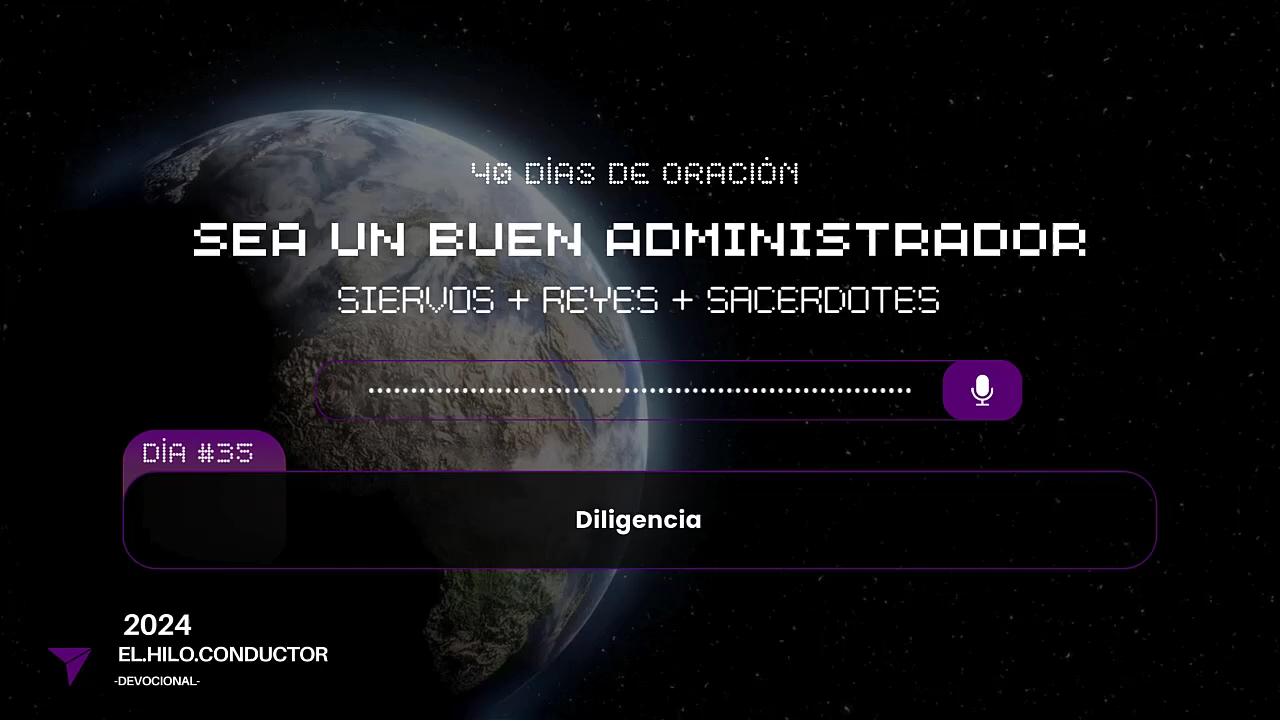 40 DÍAS DE ORACIÓN
SEA UN BUEN ADMINISTRADOR
SIERVOS + REYES + SACERDOTES
DÍA #35
Diligencia
2024
EL.HILO.CONDUCTOR
-DEVOCIONAL-